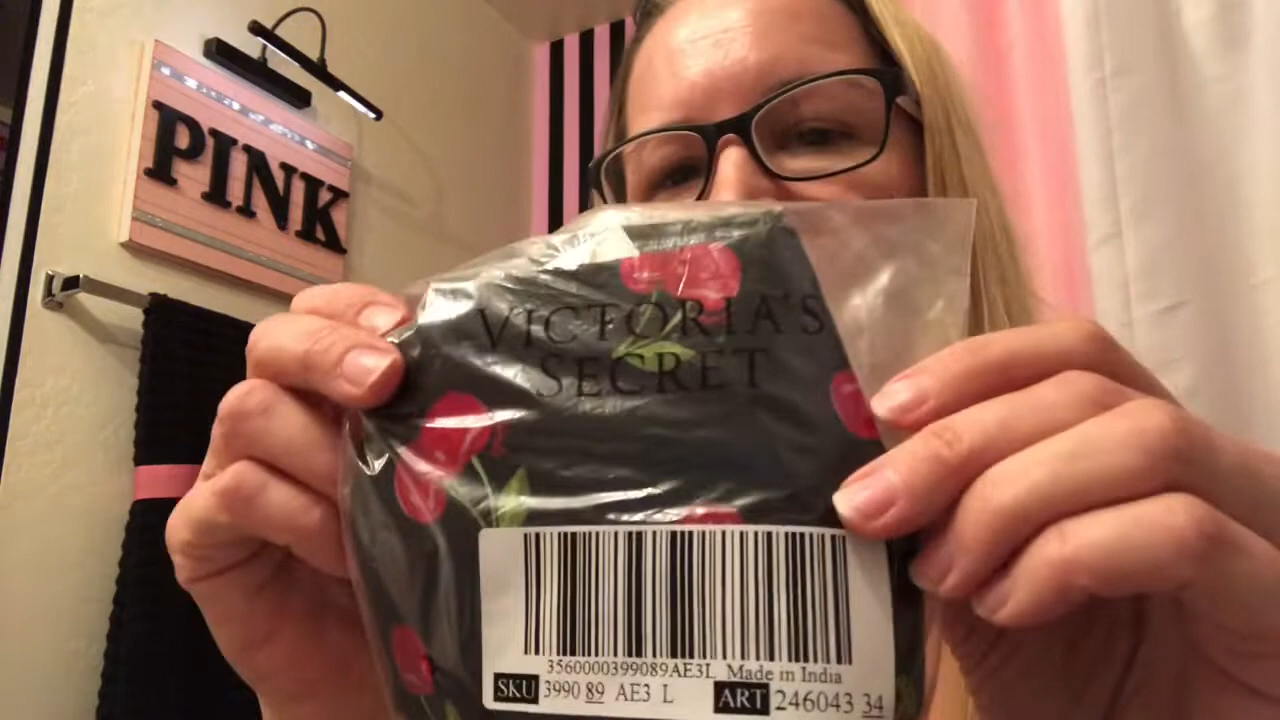 PINK
VICTORIA'S
SECRET
3560000399089AE3L Made in India
SKU 3990 89 AE3 L ART 246043 34